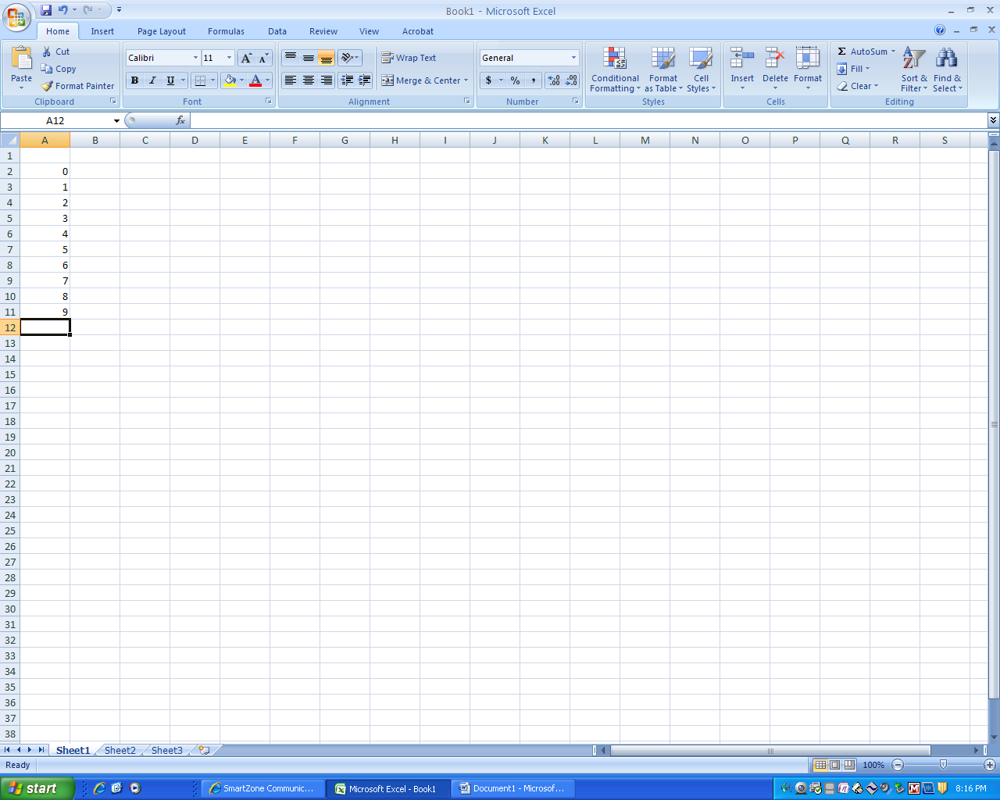 Book1 - Microsoft Excel
Home Insert Page Layout Formulas Data Review View Acrobat
Paste Cut Copy Format Painter Clipboard
Calibri 11 B I U A A A Font
Wrap Text Merge & Center Alignment
General $ % , .00 .0 Number
Conditional Formatting Format as Table Cell Styles Styles
Insert Delete Format Cells
Σ AutoSum Fill Clear Sort & Filter Find & Select Editing
A12 fx
A B C D E F G H I J K L M N O P Q R S
1
2 0
3 1
4 2
5 3
6 4
7 5
8 6
9 7
10 8
11 9
12
13
14
15
16
17
18
19
20
21
22
23
24
25
26
27
28
29
30
31
32
33
34
35
36
37
38
Sheet1 Sheet2 Sheet3
Ready 100%
start SmartZone Communic... Microsoft Excel - Book1 Document1 - Microsof... 8:16 PM